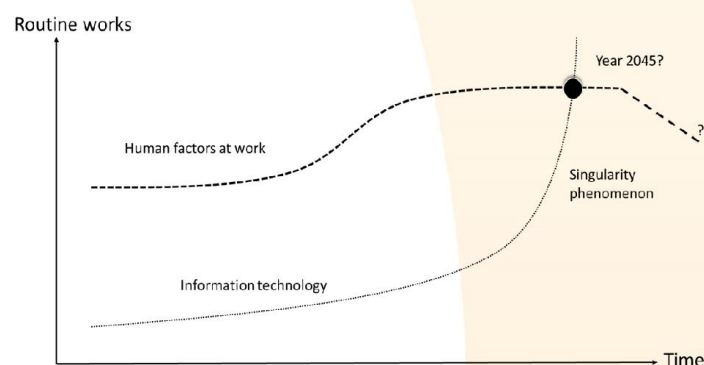 Routine works
Year 2045?
?
Human factors at work
Singularity
phenomenon
Information technology
Time